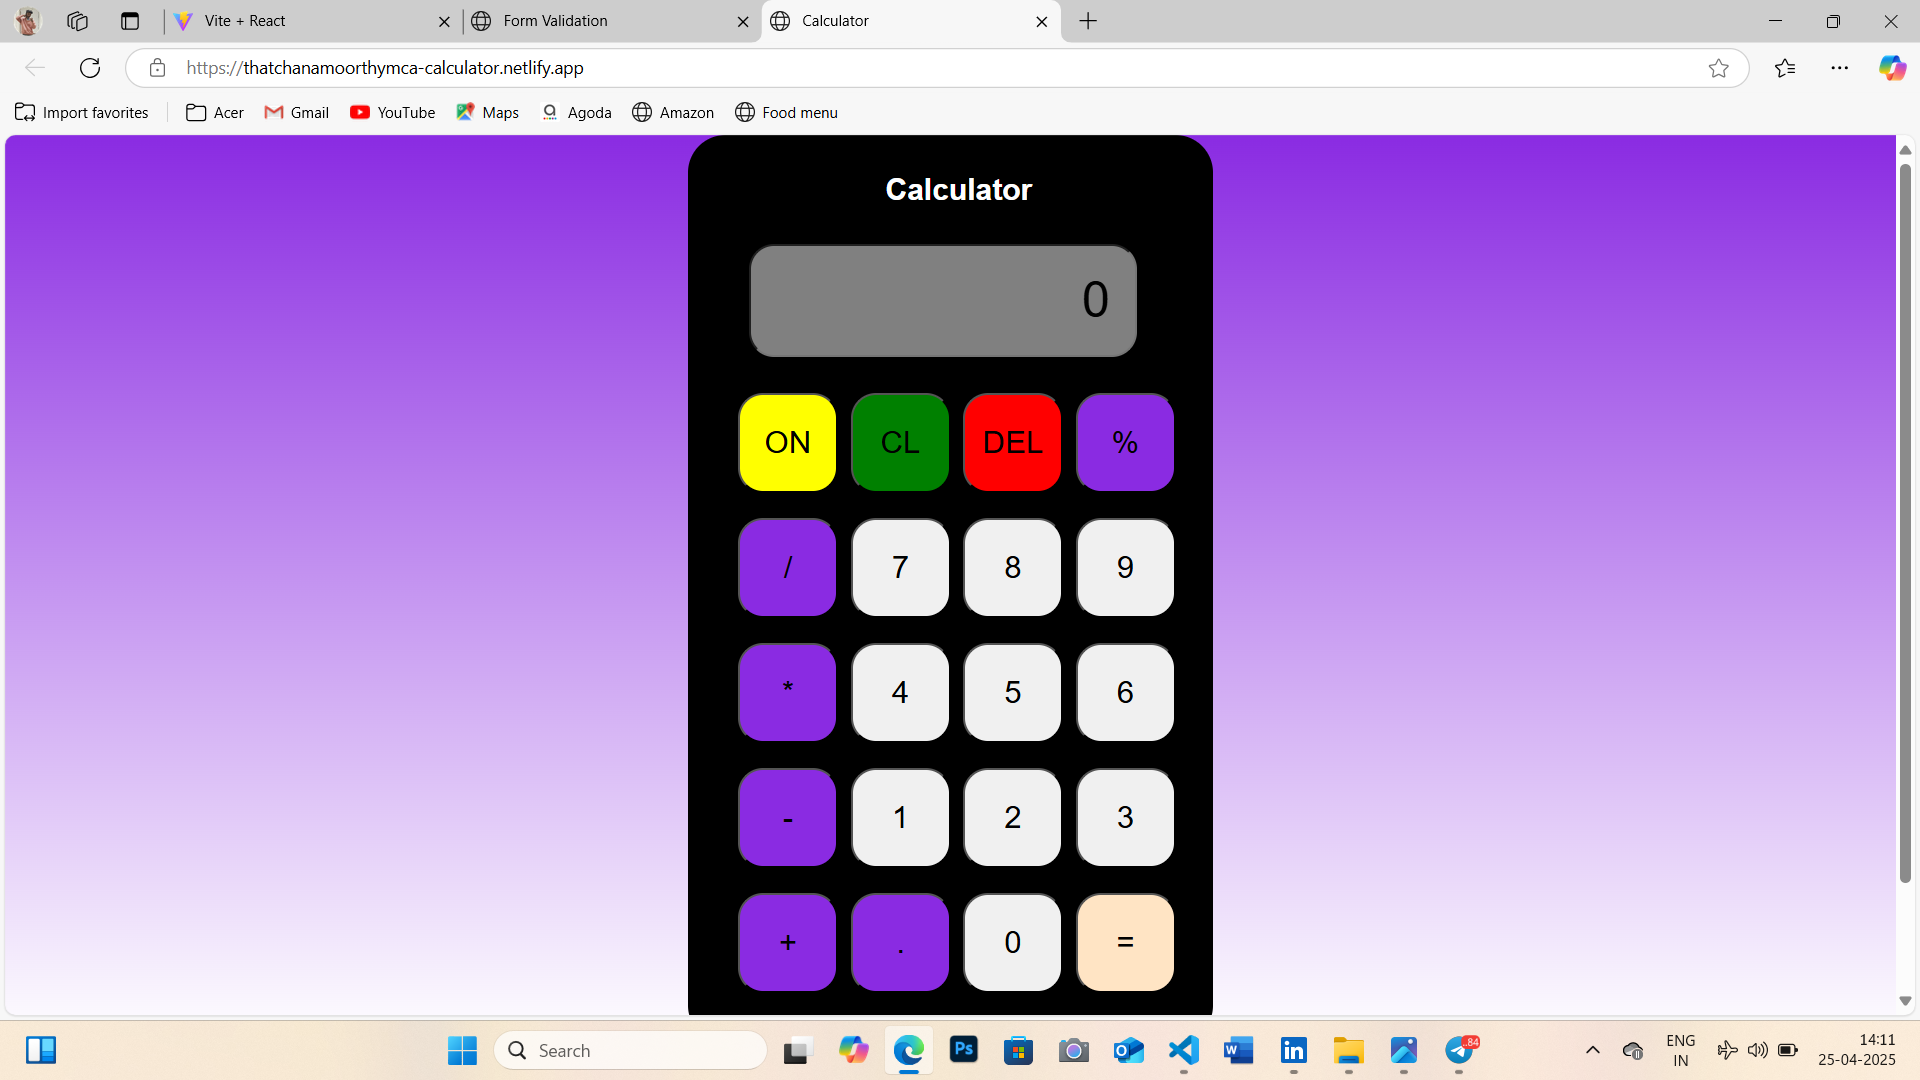 Vite + React
Form Validation
Calculator
https://thatchanamoorthymca-calculator.netlify.app
Import favorites
Acer
Gmail
YouTube
Maps
Agoda
Amazon
Food menu
Calculator
0
ON CL DEL %
/ 7 8 9
* 4 5 6
- 1 2 3
+ . 0 =
Search
Ps
84
ENG
IN
14:11
25-04-2025